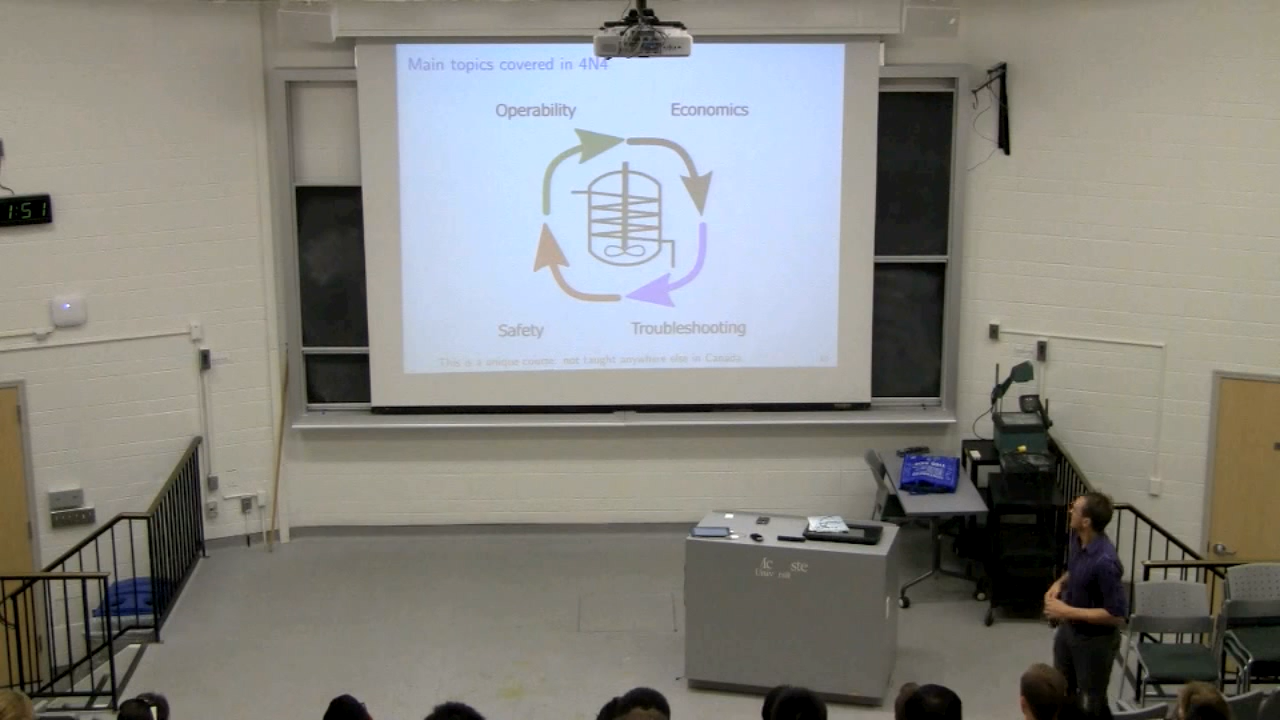 Main topics covered in 4N4
Operability
Economics
Safety
Troubleshooting
This is a unique course: not taught anywhere else in Canada
1:51